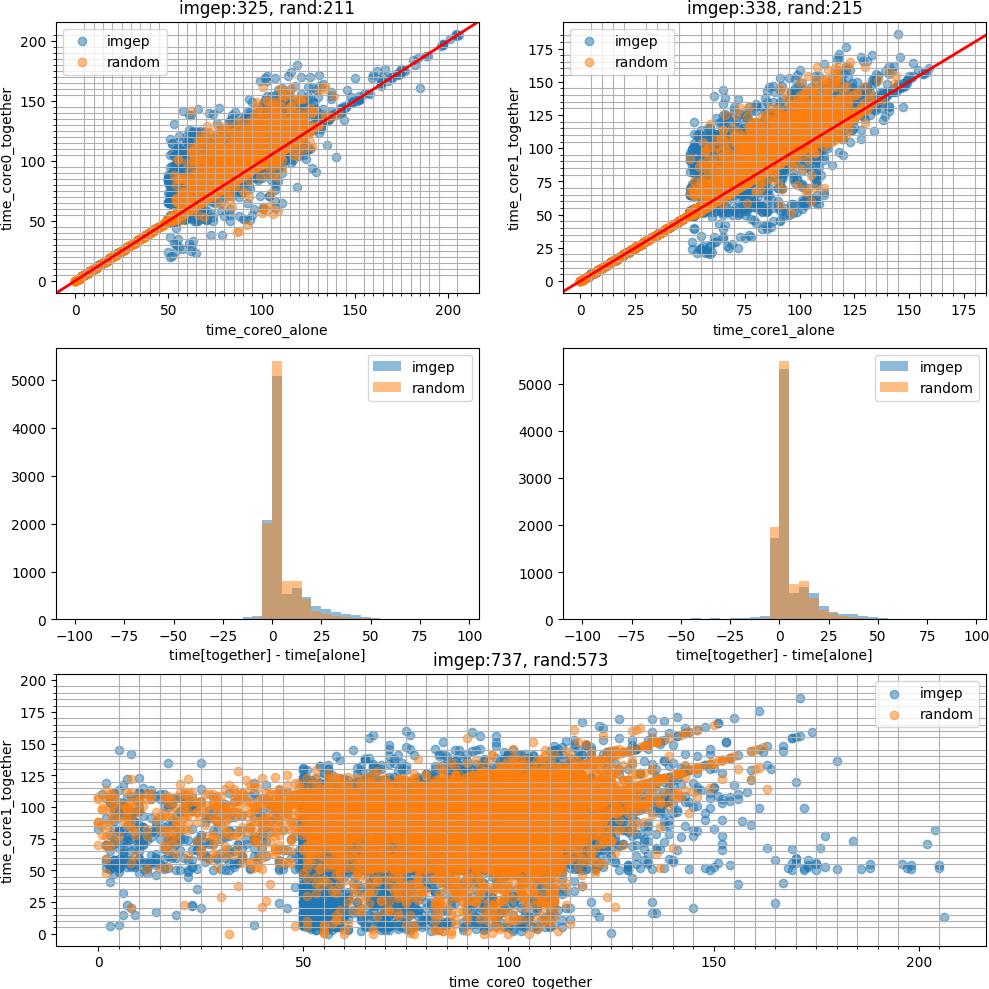 imgep:325, rand:211
time_core0_together
200
150
100
50
0
imgep
random
0 50 100 150 200
time_core0_alone
imgep:338, rand:215
time_core1_together
175
150
125
100
75
50
25
0
imgep
random
0 25 50 75 100 125 150 175
time_core1_alone
5000
4000
3000
2000
1000
0
imgep
random
−100 −75 −50 −25 0 25 50 75 100
time[together] - time[alone]
5000
4000
3000
2000
1000
0
imgep
random
−100 −75 −50 −25 0 25 50 75 100
time[together] - time[alone]
imgep:737, rand:573
time_core1_together
200
175
150
125
100
75
50
25
0
imgep
random
0 50 100 150 200
time_core0_together